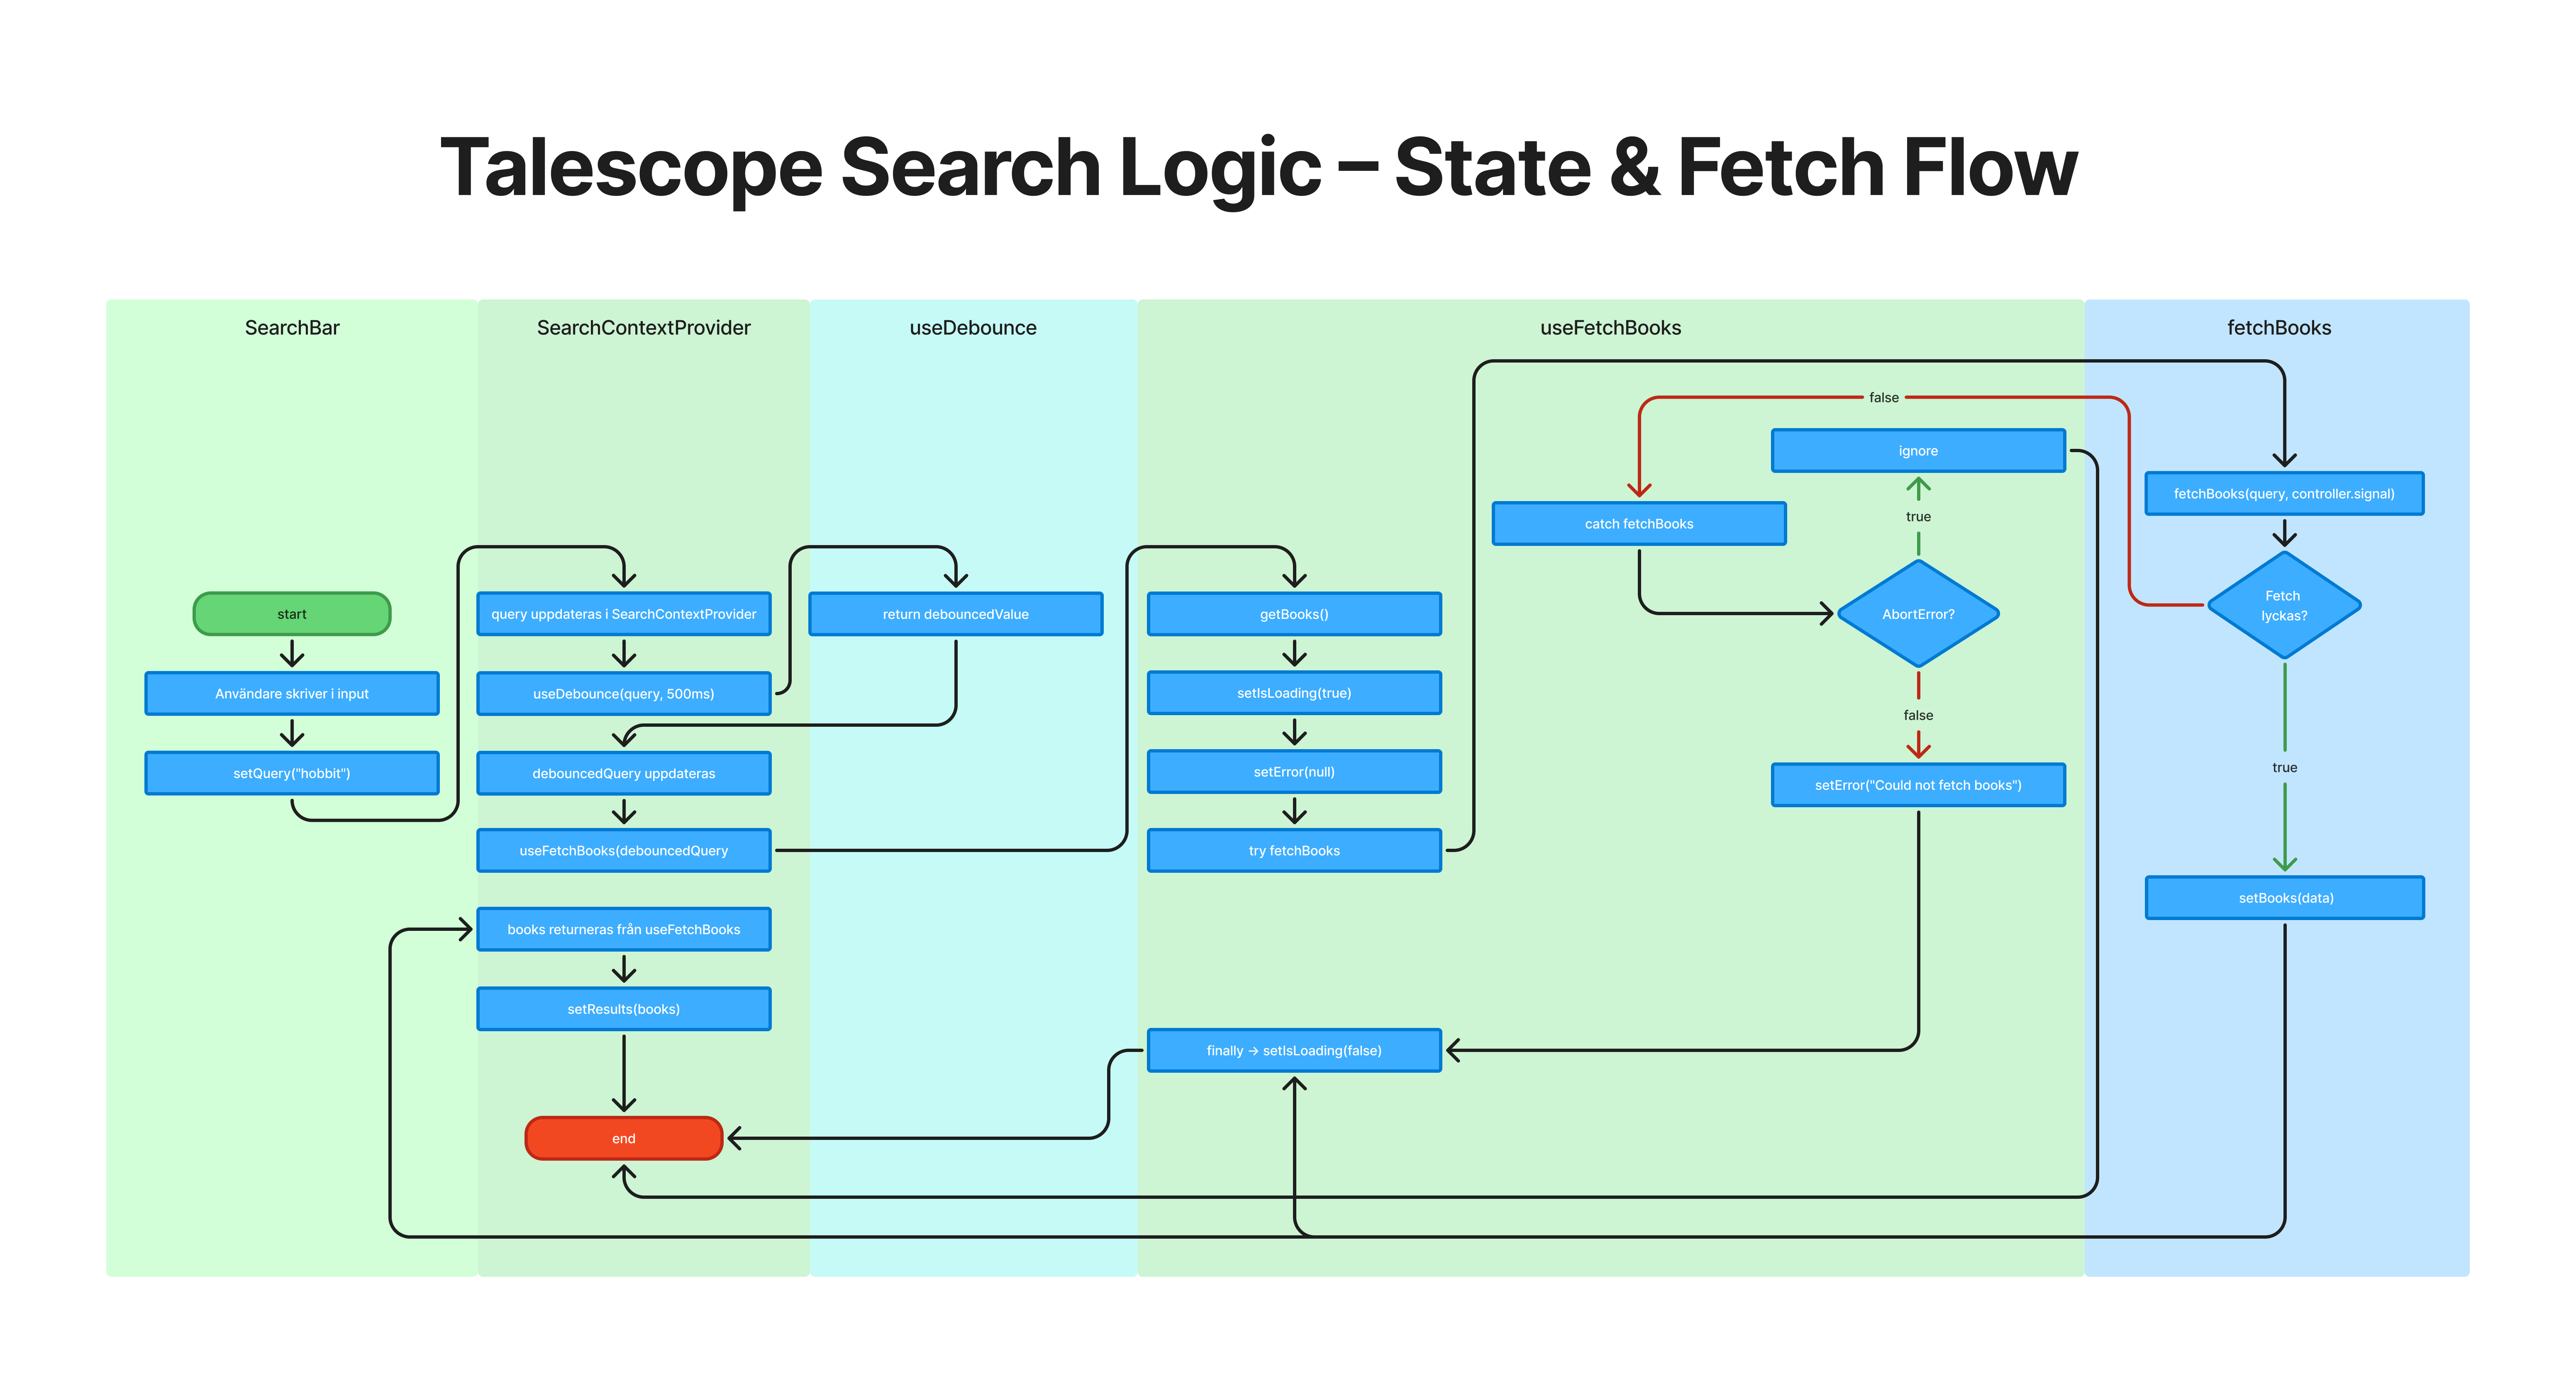 Talescope Search Logic – State & Fetch Flow
SearchBar
start
Användare skriver i input
setQuery("hobbit")
SearchContextProvider
query uppdateras i SearchContextProvider
useDebounce(query, 500ms)
debouncedQuery uppdateras
useFetchBooks(debouncedQuery
books returneras från useFetchBooks
setResults(books)
end
useDebounce
return debouncedValue
useFetchBooks
getBooks()
setIsLoading(true)
setError(null)
try fetchBooks
finally → setIsLoading(false)
false
catch fetchBooks
ignore
true
AbortError?
false
setError("Could not fetch books")
fetchBooks
fetchBooks(query, controller.signal)
Fetch
lyckas?
true
setBooks(data)